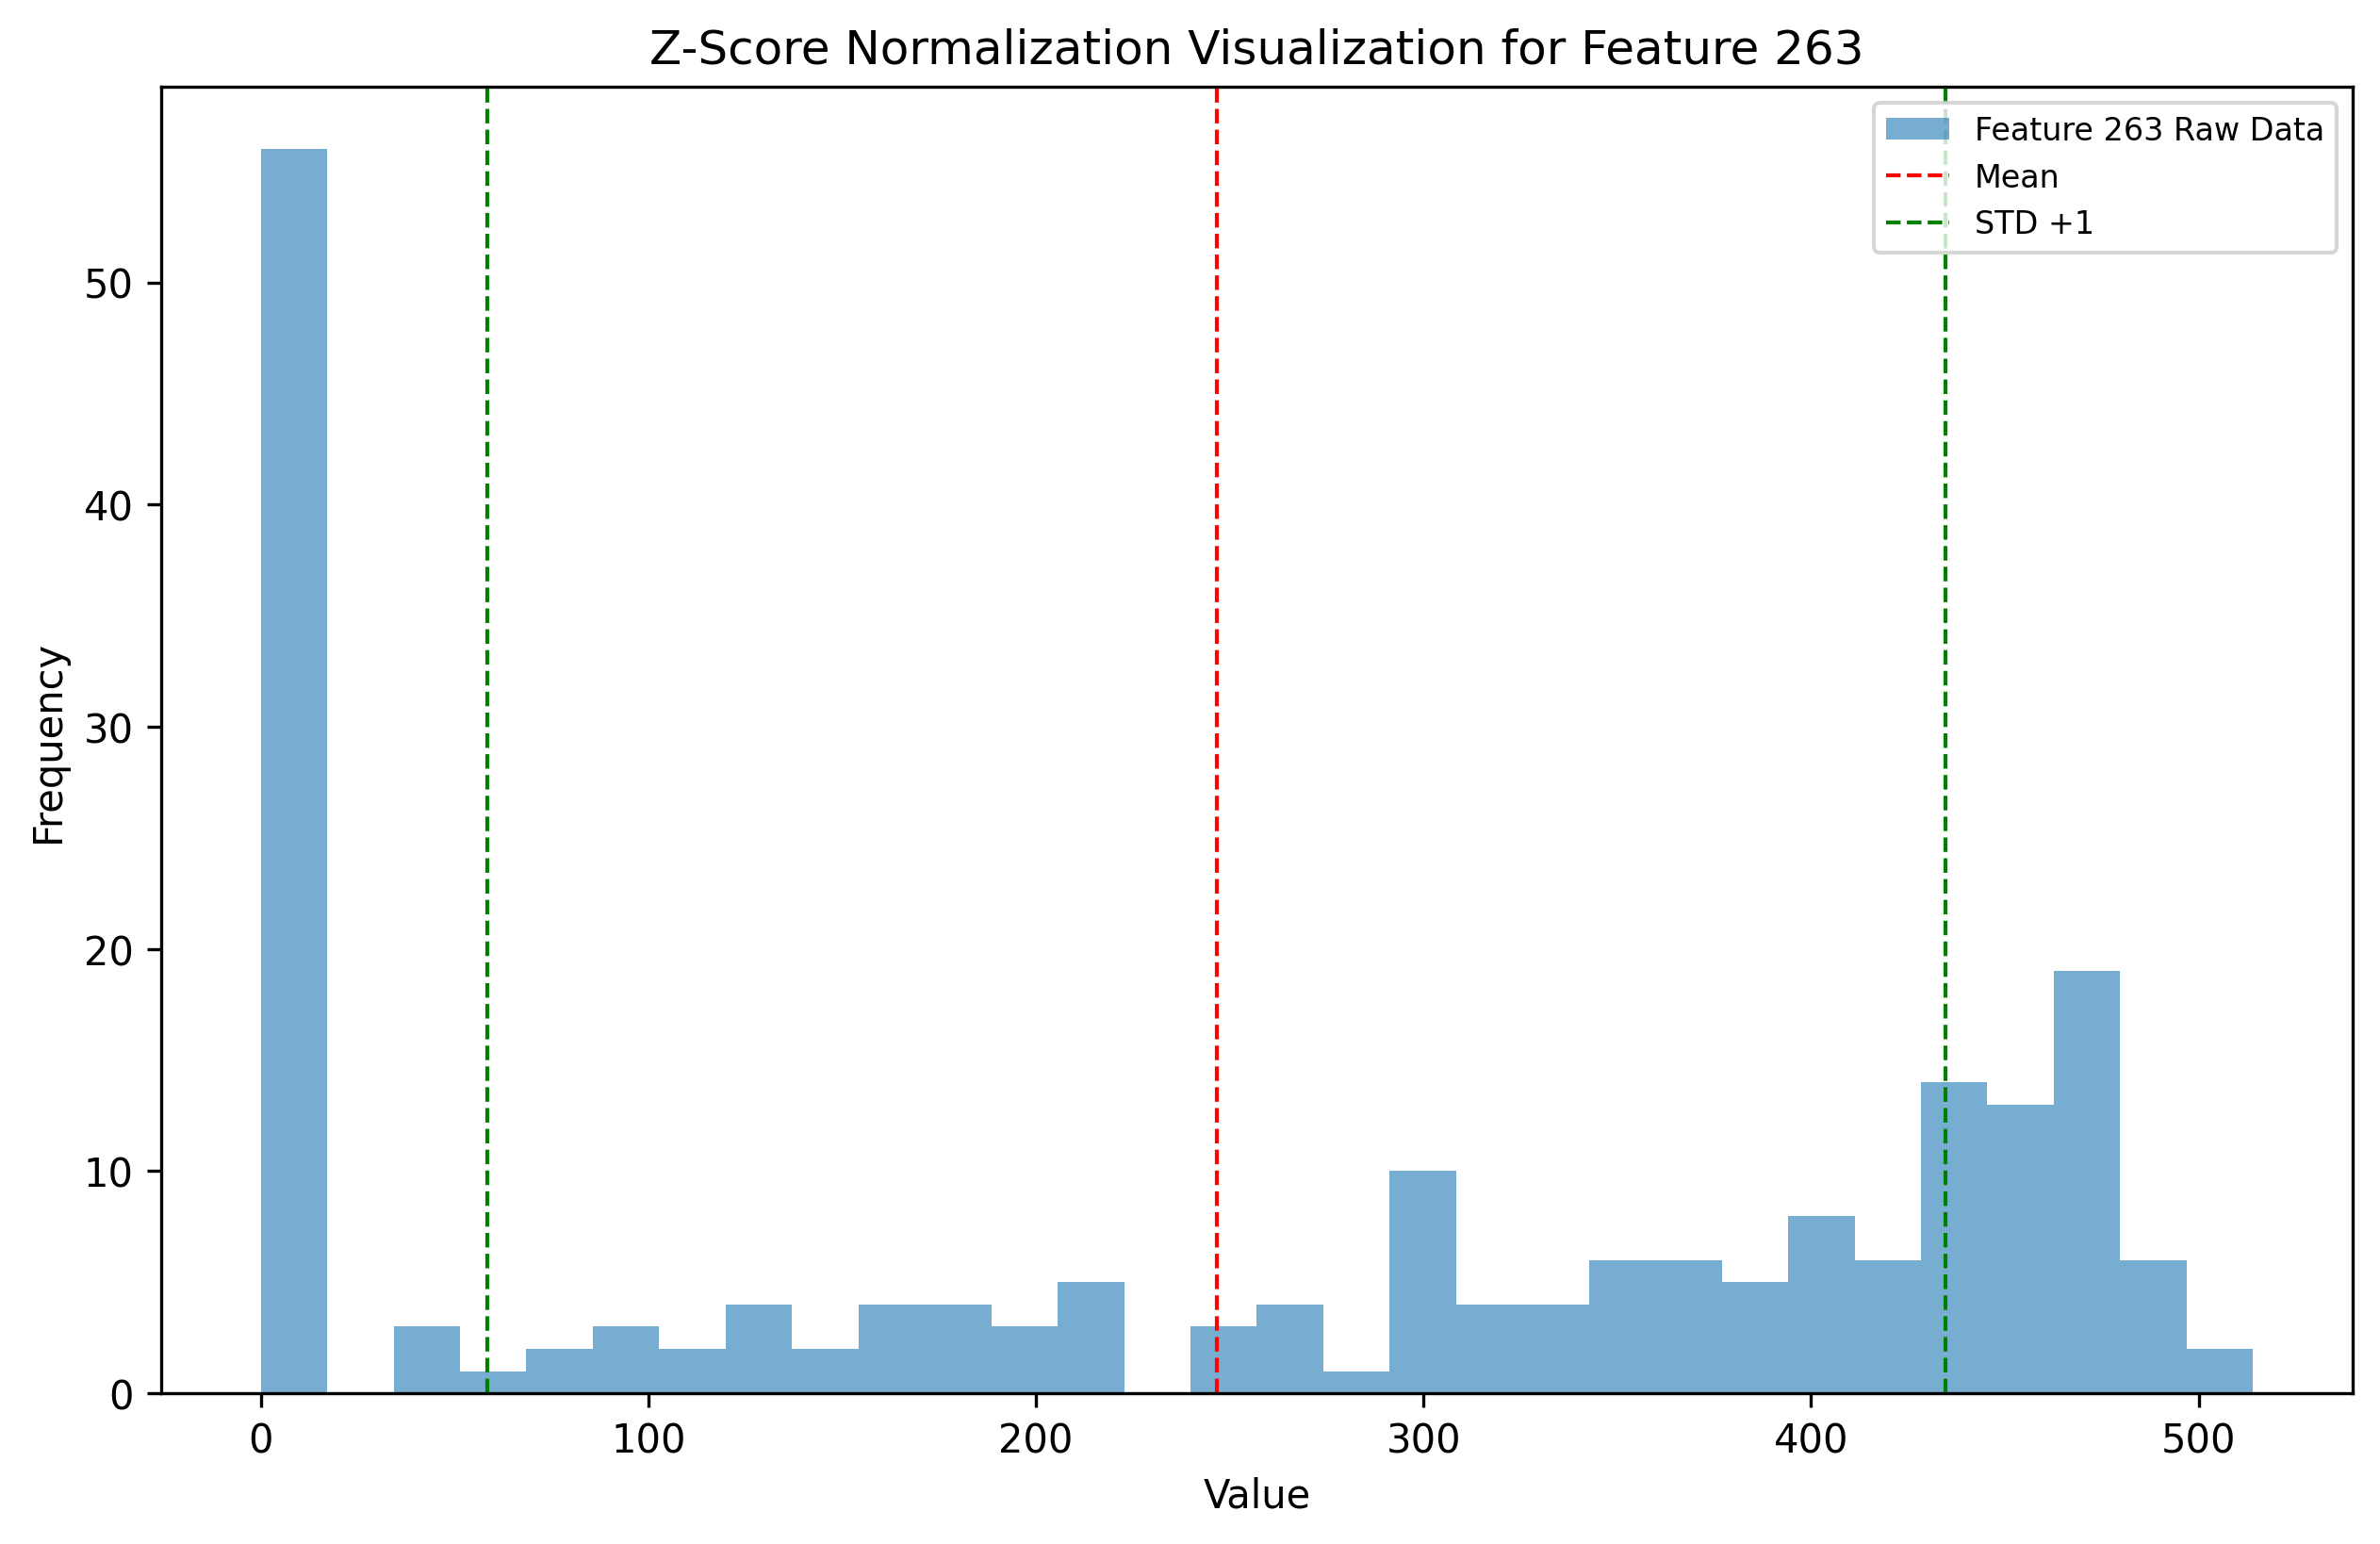 Z-Score Normalization Visualization for Feature 263
Feature 263 Raw Data
Mean
STD +1
Frequency
50
40
30
20
10
0
0 100 200 300 400 500
Value